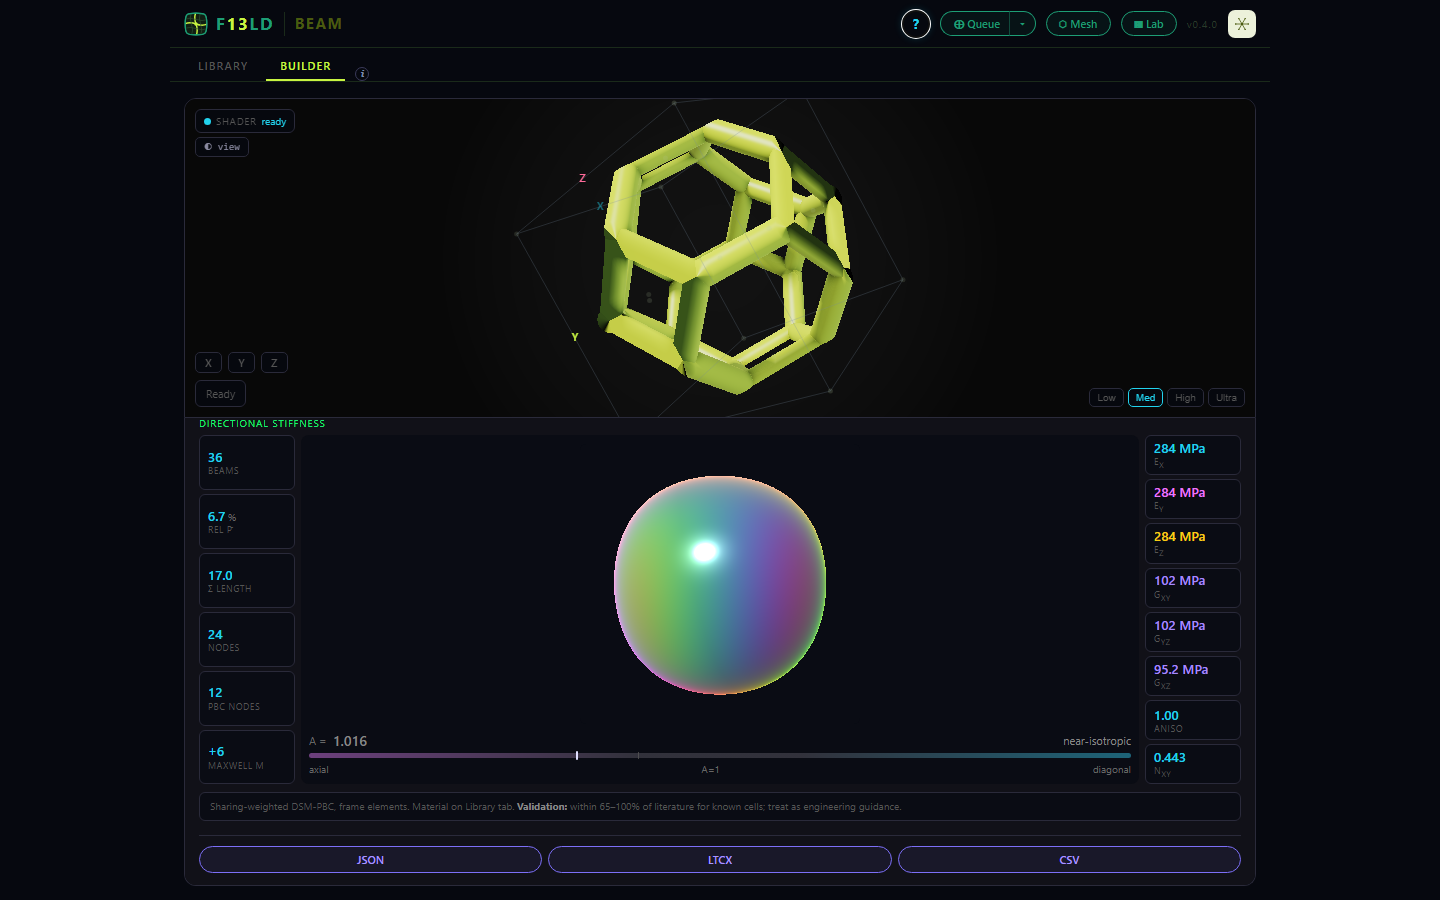 F13LD BEAM
? Queue Mesh Lab v0.4.0
LIBRARY BUILDER i
SHADER ready
view
Z
X
Y
X Y Z
Ready
Low Med High Ultra
DIRECTIONAL STIFFNESS
36
BEAMS
6.7 %
REL ρ*
17.0
Σ LENGTH
24
NODES
12
PBC NODES
+6
MAXWELL M
A = 1.016
near-isotropic
axial
A=1
diagonal
284 MPa
EX
284 MPa
EY
284 MPa
EZ
102 MPa
GXY
102 MPa
GYZ
95.2 MPa
GXZ
1.00
ANISO
0.443
NXY
Sharing-weighted DSM-PBC, frame elements. Material on Library tab. Validation: within 65–100% of literature for known cells; treat as engineering guidance.
JSON
LTCX
CSV